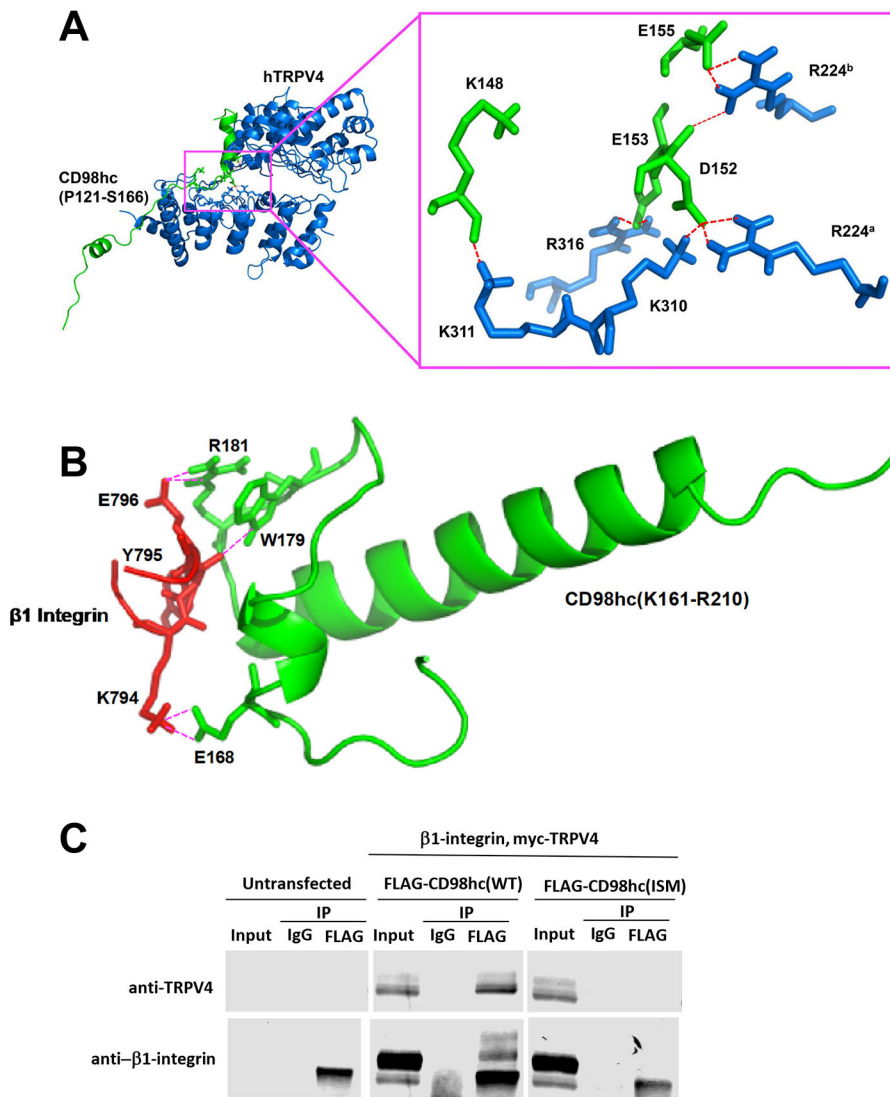 A
hTRPV4
CD98hc
(P121-S166)
E155
R224ᵇ
K148
E153
D152
R316
R224ᵃ
K310
K311
B
R181
E796
W179
Y795
β1 Integrin
CD98hc(K161-R210)
K794
E168
C
β1-integrin, myc-TRPV4
Untransfected FLAG-CD98hc(WT) FLAG-CD98hc(ISM)
IP IP IP
Input IgG FLAG Input IgG FLAG Input IgG FLAG
anti-TRPV4
anti–β1-integrin